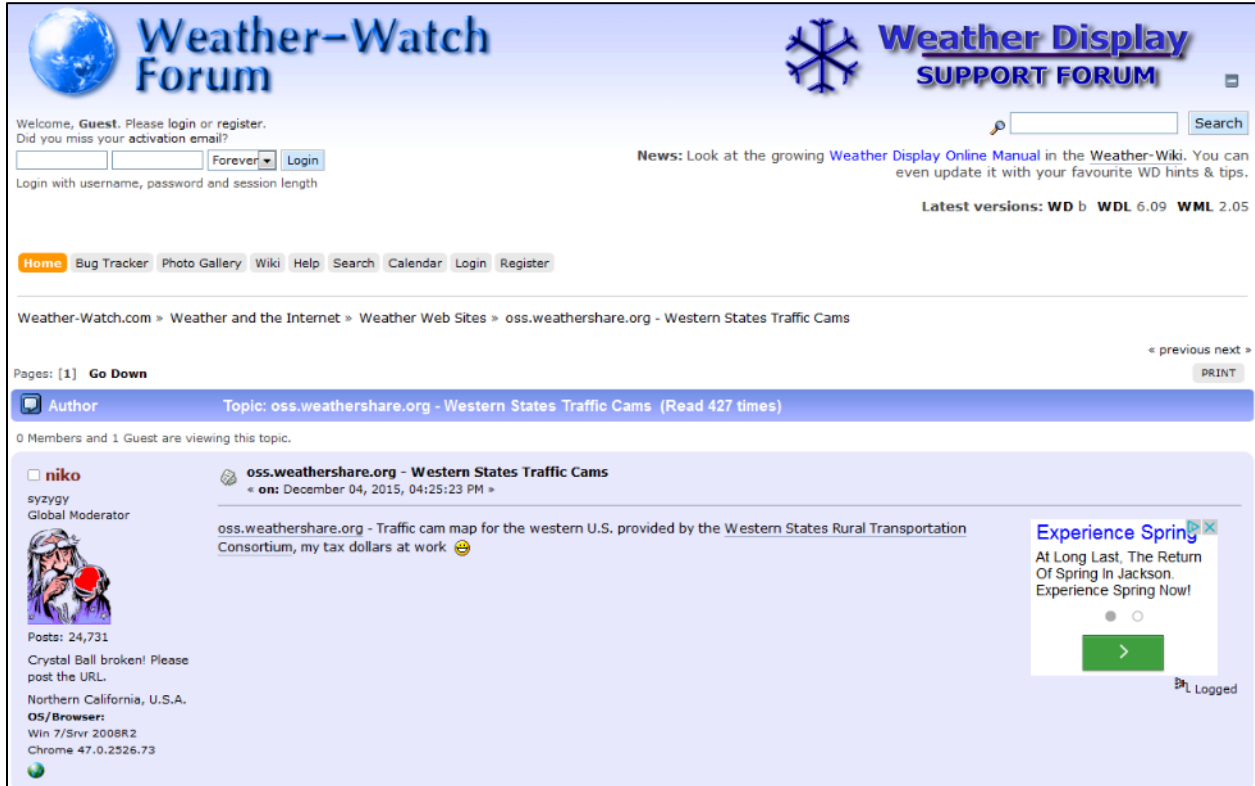 Weather-Watch
Forum
Weather Display
SUPPORT FORUM
Welcome, Guest. Please login or register.
Did you miss your activation email?
Forever Login
Login with username, password and session length
Search
News: Look at the growing Weather Display Online Manual in the Weather-Wiki. You can
even update it with your favourite WD hints & tips.
Latest versions: WD b WDL 6.09 WML 2.05
Home Bug Tracker Photo Gallery Wiki Help Search Calendar Login Register
Weather-Watch.com » Weather and the Internet » Weather Web Sites » oss.weathershare.org - Western States Traffic Cams
« previous next »
Pages: [1] Go Down
PRINT
Author Topic: oss.weathershare.org - Western States Traffic Cams (Read 427 times)
0 Members and 1 Guest are viewing this topic.
niko
syzygy
Global Moderator
Posts: 24,731
Crystal Ball broken! Please
post the URL.
Northern California, U.S.A.
OS/Browser:
Win 7/Srvr 2008R2
Chrome 47.0.2526.73
oss.weathershare.org - Western States Traffic Cams
« on: December 04, 2015, 04:25:23 PM »
oss.weathershare.org - Traffic cam map for the western U.S. provided by the Western States Rural Transportation
Consortium, my tax dollars at work
Experience Spring
At Long Last, The Return
Of Spring In Jackson.
Experience Spring Now!
Logged